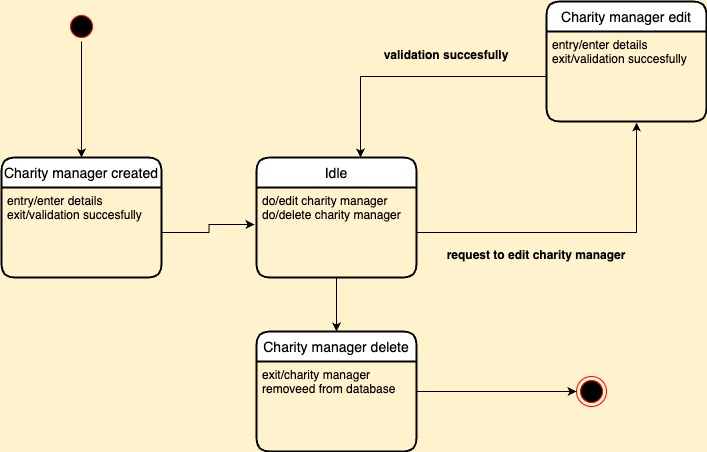 Charity manager edit
entry/enter details
exit/validation succesfully
validation succesfully
Charity manager created
entry/enter details
exit/validation succesfully
Idle
do/edit charity manager
do/delete charity manager
request to edit charity manager
Charity manager delete
exit/charity manager
removeed from database